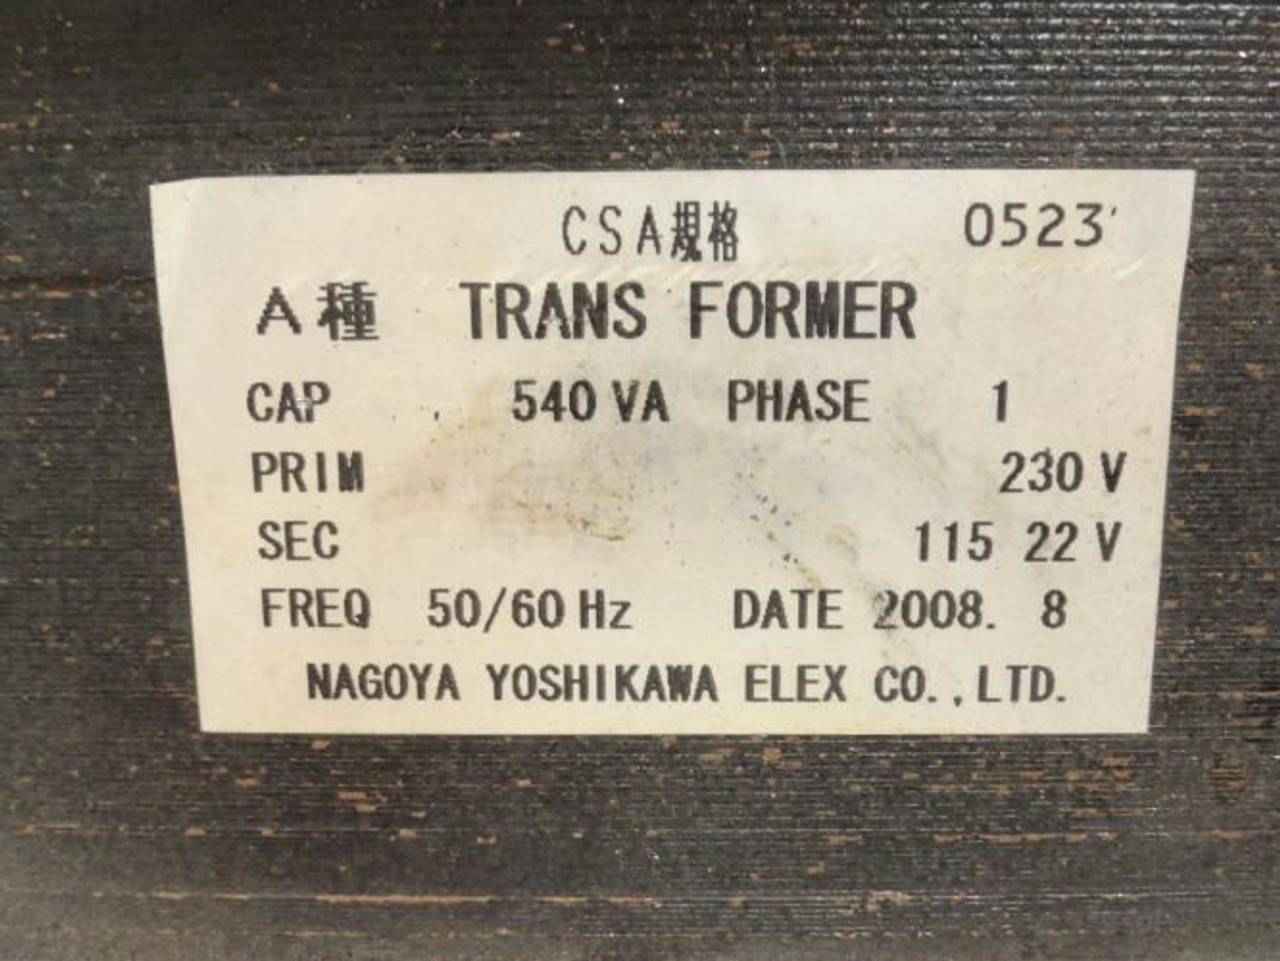 CSA規格 0523
A種 TRANS FORMER
CAP 540 VA PHASE 1
PRIM 230 V
SEC 115 22 V
FREQ 50/60 Hz DATE 2008. 8
NAGOYA YOSHIKAWA ELEX CO.,LTD.